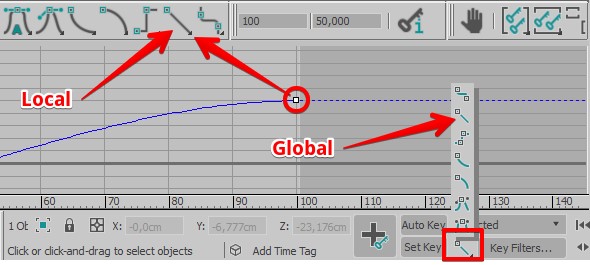 100 50,000
Local
Global
60 70 80 90 100 110 120 130 140
1 Ob X: -0,0cm Y: -6,777cm Z: -23,176cm Auto Key
Click or click-and-drag to select objects Add Time Tag Set Key Key Filters...